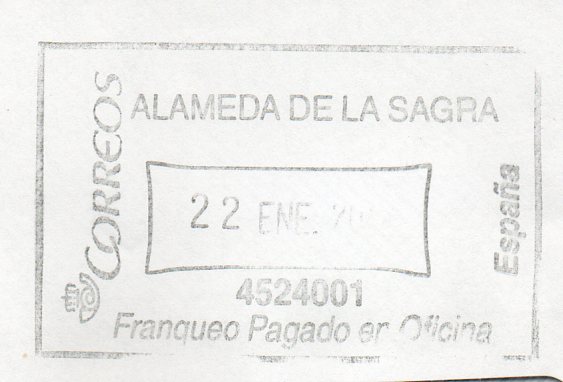 CORREOS
ALAMEDA DE LA SAGRA
22 ENE.
España
4524001
Franqueo Pagado en Oficina